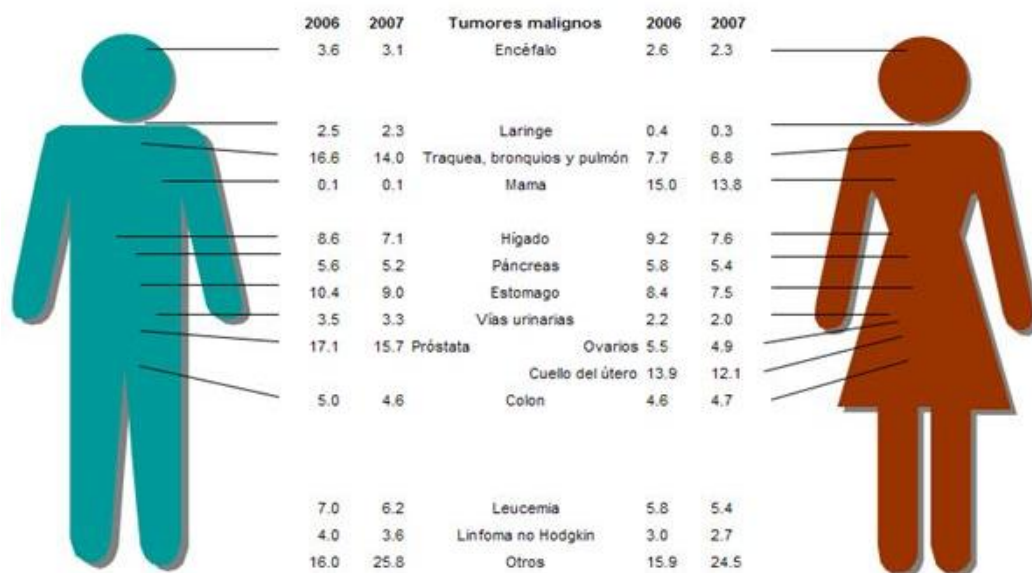 2006 2007 Tumores malignos 2006 2007
3.6 3.1 Encéfalo 2.6 2.3
2.5 2.3 Laringe 0.4 0.3
16.6 14.0 Traquea, bronquios y pulmón 7.7 6.8
0.1 0.1 Mama 15.0 13.8
8.6 7.1 Hígado 9.2 7.6
5.6 5.2 Páncreas 5.8 5.4
10.4 9.0 Estomago 8.4 7.5
3.5 3.3 Vías urinarias 2.2 2.0
17.1 15.7 Próstata Ovarios 5.5 4.9
Cuello del útero 13.9 12.1
5.0 4.6 Colon 4.6 4.7
7.0 6.2 Leucemia 5.8 5.4
4.0 3.6 Linfoma no Hodgkin 3.0 2.7
16.0 25.8 Otros 15.9 24.5